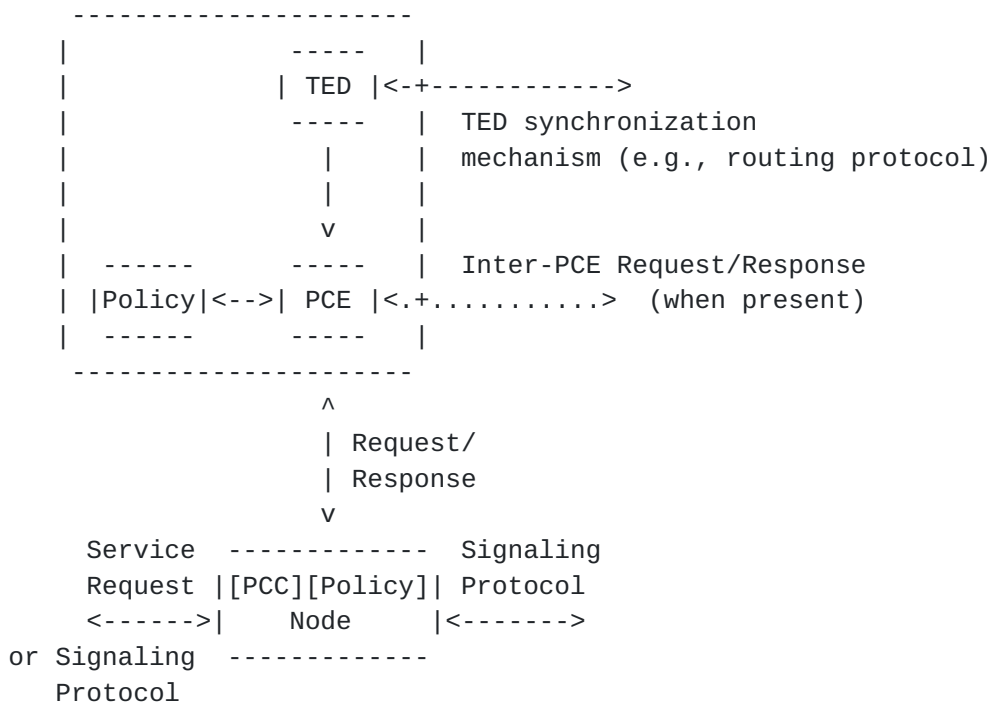 ----------------------
    |              -----   |
    |             | TED |<-+------------>
    |              -----   |  TED synchronization
    |                |     |  mechanism (e.g., routing protocol)
    |                |     |
    |                v     |
    |  ------      -----   |  Inter-PCE Request/Response
    | |Policy|<-->| PCE |<.+...........>  (when present)
    |  ------      -----   |
     ----------------------
                     ^
                     | Request/
                     | Response
                     v
      Service  -------------  Signaling
      Request |[PCC][Policy]| Protocol
      <------>|    Node     |<------->
 or Signaling  -------------
    Protocol